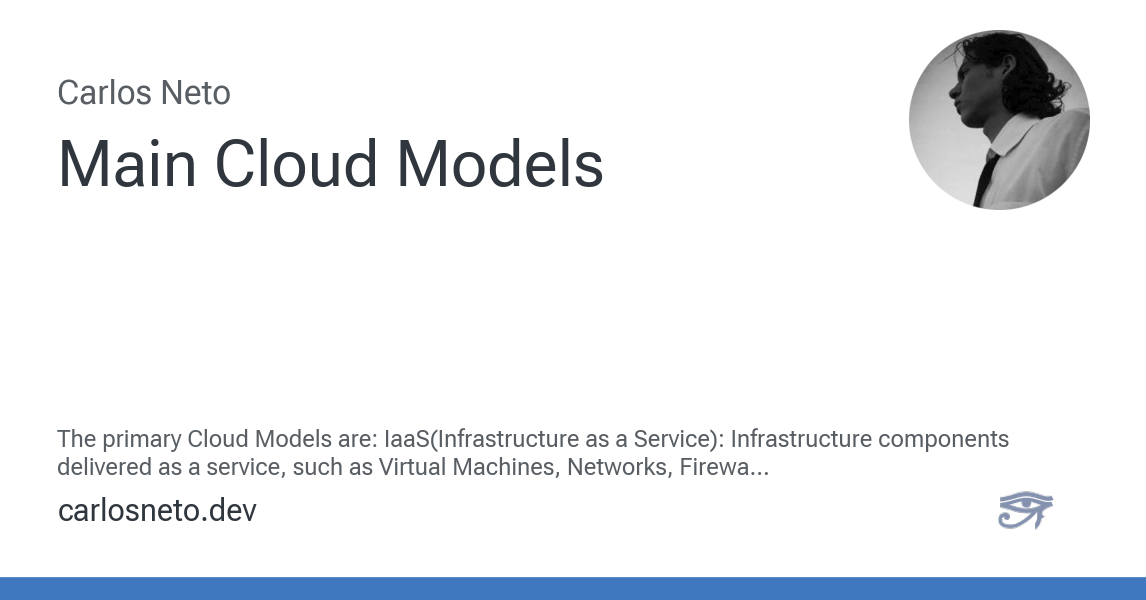 Carlos Neto
Main Cloud Models
The primary Cloud Models are: IaaS(Infrastructure as a Service): Infrastructure components
delivered as a service, such as Virtual Machines, Networks, Firewa...
carlosneto.dev